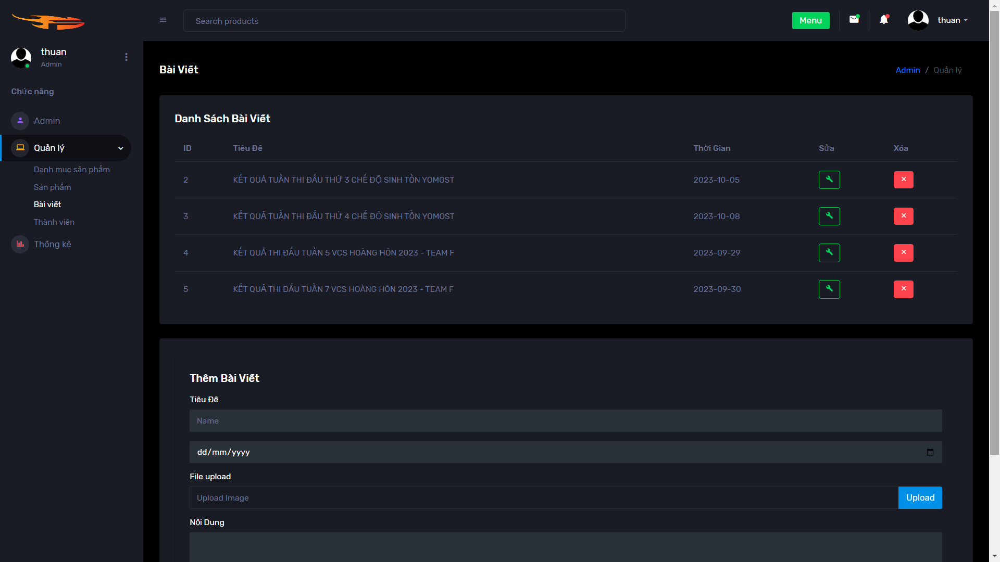 Search products
Menu
thuan
thuan
Admin
Chức năng
Admin
Quản lý
Danh mục sản phẩm
Sản phẩm
Bài viết
Thành viên
Thống kê
Bài Viết
Admin / Quản lý
Danh Sách Bài Viết
ID Tiêu Đề Thời Gian Sửa Xóa
2 KẾT QUẢ TUẦN THI ĐẤU THỨ 3 CHẾ ĐỘ SINH TỒN YOMOST 2023-10-05
3 KẾT QUẢ TUẦN THI ĐẤU THỨ 4 CHẾ ĐỘ SINH TỒN YOMOST 2023-10-08
4 KẾT QUẢ THI ĐẤU TUẦN 5 VCS HOÀNG HÔN 2023 - TEAM F 2023-09-29
5 KẾT QUẢ THI ĐẤU TUẦN 7 VCS HOÀNG HÔN 2023 - TEAM F 2023-09-30
Thêm Bài Viết
Tiêu Đề
Name
dd/mm/yyyy
File upload
Upload Image Upload
Nội Dung